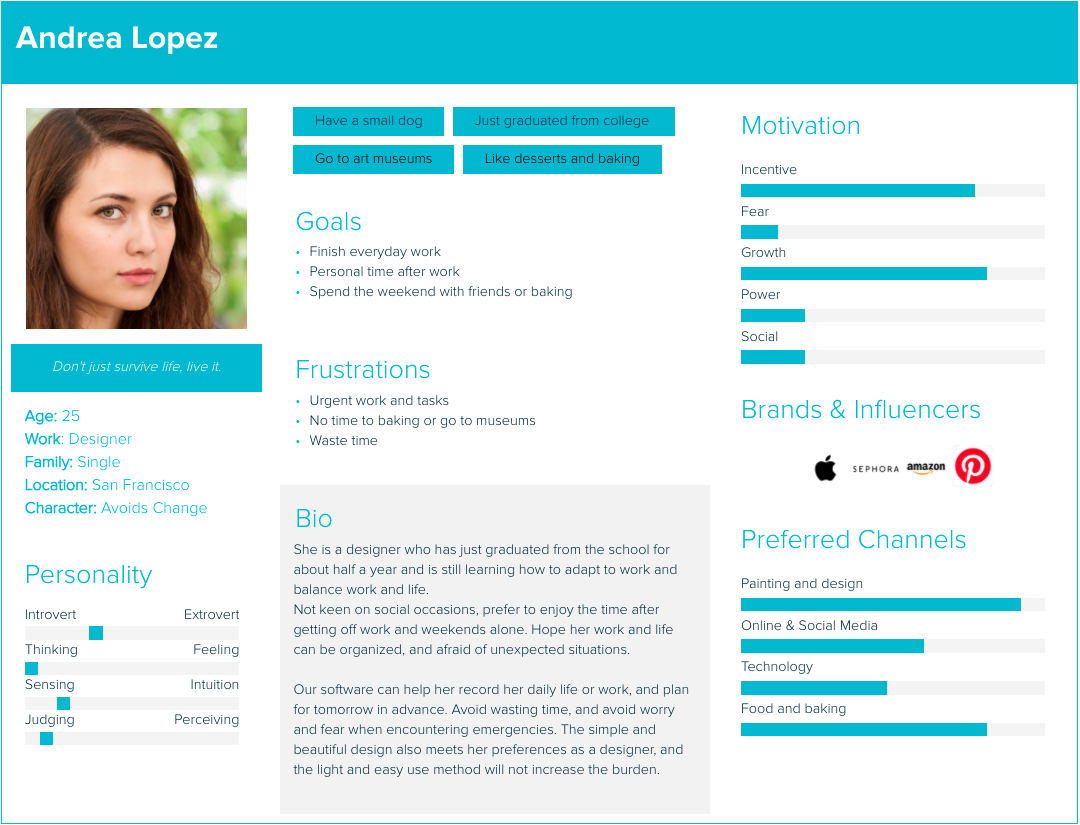 Andrea Lopez
Don't just survive life, live it.
Age: 25
Work: Designer
Family: Single
Location: San Francisco
Character: Avoids Change
Personality
Introvert Extrovert
Thinking Feeling
Sensing Intuition
Judging Perceiving
Have a small dog Just graduated from college
Go to art museums Like desserts and baking
Goals
• Finish everyday work
• Personal time after work
• Spend the weekend with friends or baking
Frustrations
• Urgent work and tasks
• No time to baking or go to museums
• Waste time
Bio
She is a designer who has just graduated from the school for
about half a year and is still learning how to adapt to work and
balance work and life.
Not keen on social occasions, prefer to enjoy the time after
getting off work and weekends alone. Hope her work and life
can be organized, and afraid of unexpected situations.
Our software can help her record her daily life or work, and plan
for tomorrow in advance. Avoid wasting time, and avoid worry
and fear when encountering emergencies. The simple and
beautiful design also meets her preferences as a designer, and
the light and easy use method will not increase the burden.
Motivation
Incentive
Fear
Growth
Power
Social
Brands & Influencers
SEPHORA amazon
Preferred Channels
Painting and design
Online & Social Media
Technology
Food and baking